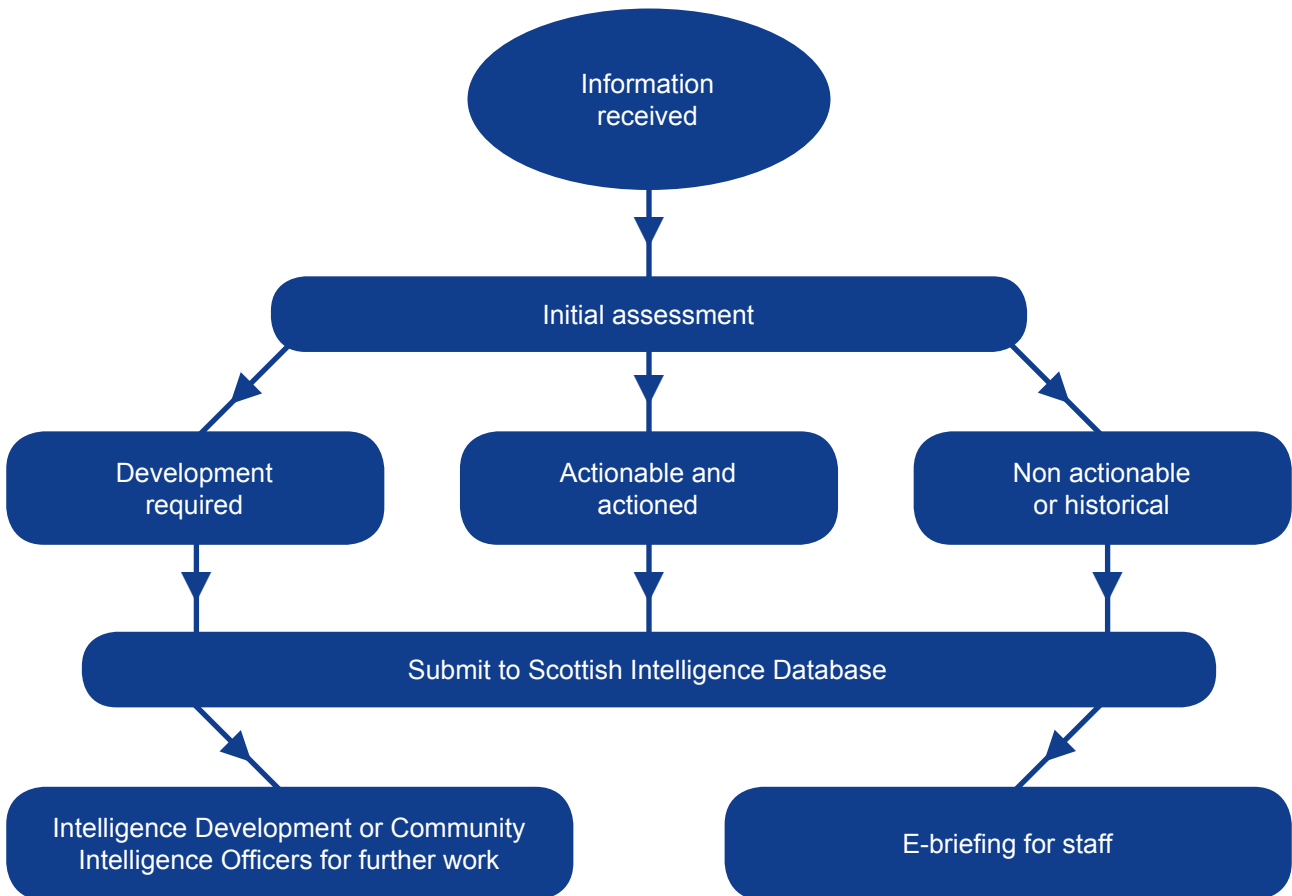 Information
received
Initial assessment
Development
required
Actionable and
actioned
Non actionable
or historical
Submit to Scottish Intelligence Database
Intelligence Development or Community
Intelligence Officers for further work
E-briefing for staff